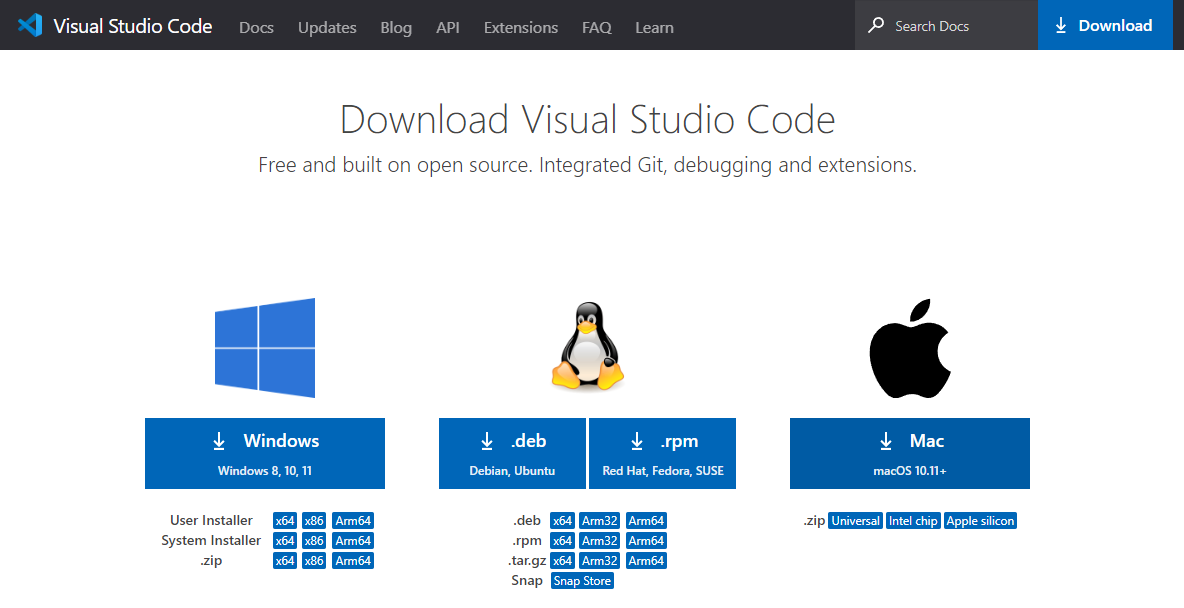 Visual Studio Code Docs Updates Blog API Extensions FAQ Learn Search Docs Download
Download Visual Studio Code
Free and built on open source. Integrated Git, debugging and extensions.
Windows
Windows 8, 10, 11
User Installer x64 x86 Arm64
System Installer x64 x86 Arm64
.zip x64 x86 Arm64
.deb
Debian, Ubuntu
.rpm
Red Hat, Fedora, SUSE
.deb x64 Arm32 Arm64
.rpm x64 Arm32 Arm64
.tar.gz x64 Arm32 Arm64
Snap Snap Store
Mac
macOS 10.11+
.zip Universal Intel chip Apple silicon